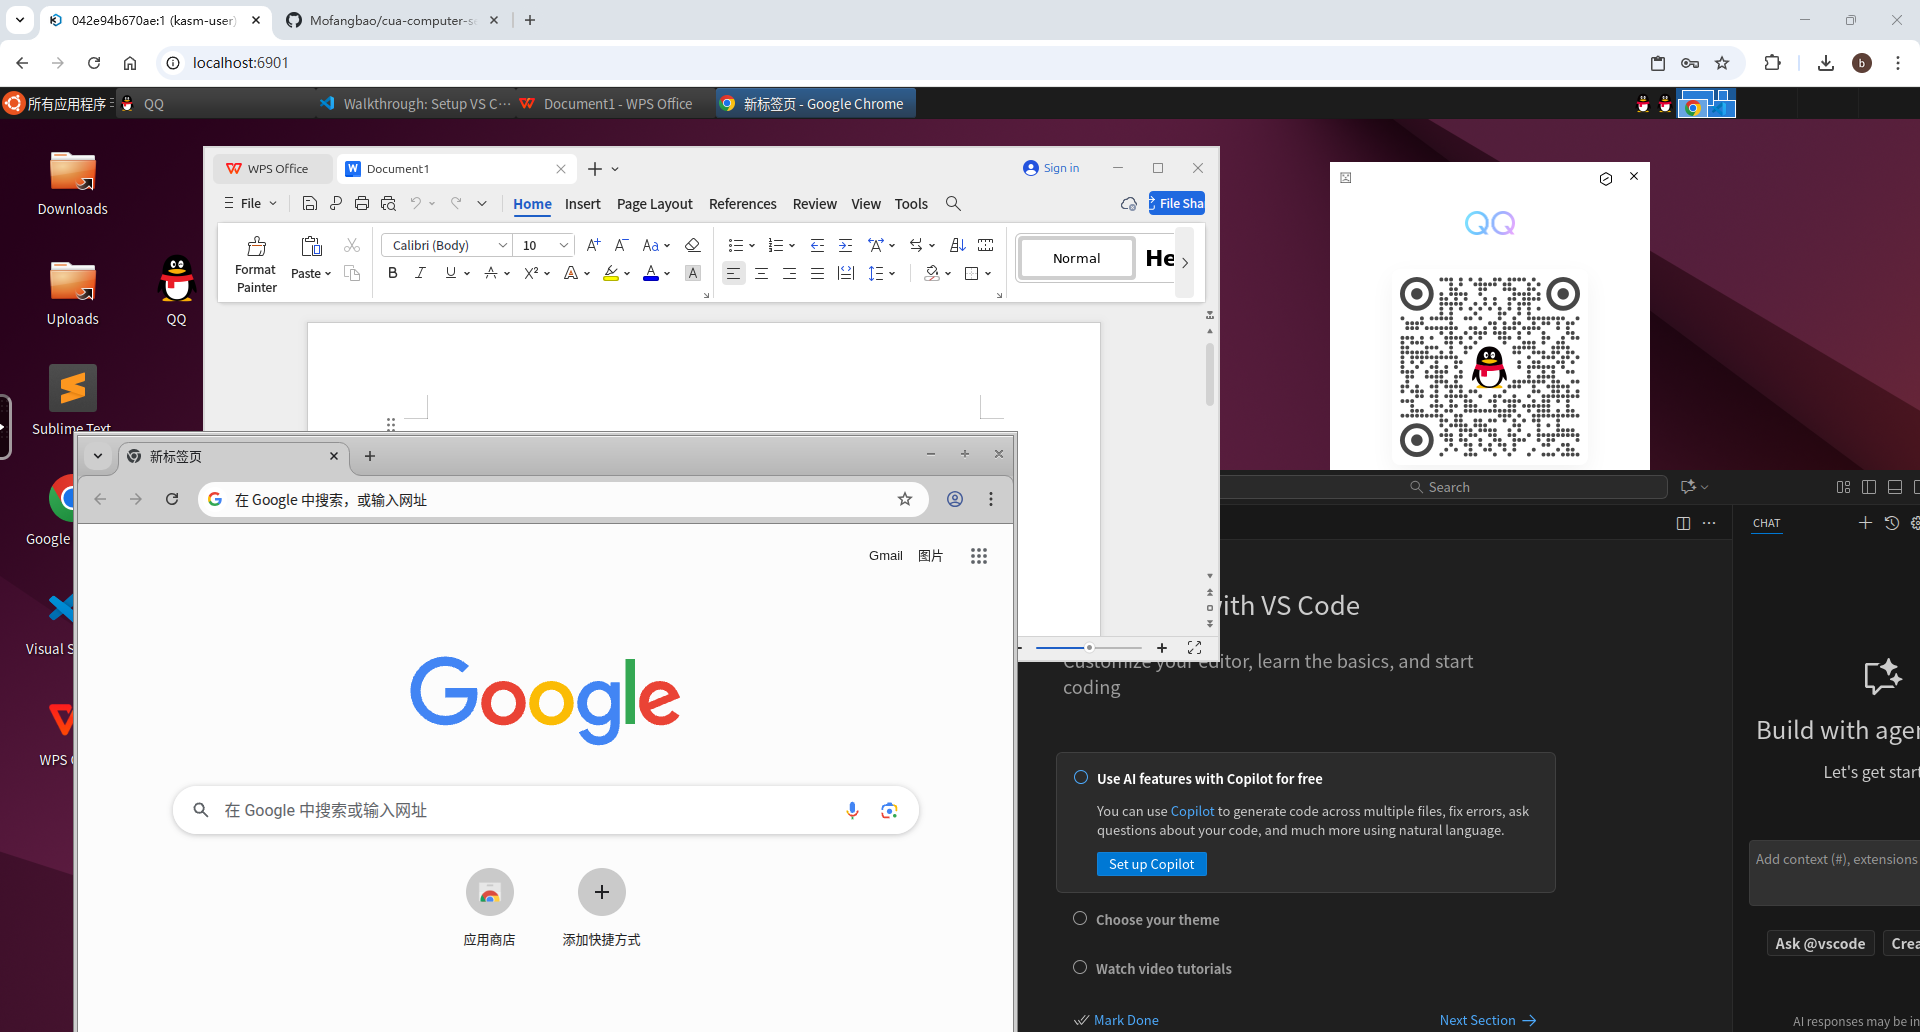 042e94b670ae:1 (kasm-user)
Mofangbao/cua-computer-se
localhost:6901
b
所有应用程序
QQ
Walkthrough: Setup VS C···
Document1 - WPS Office
新标签页 - Google Chrome
Downloads
Uploads
QQ
Sublime Text
Google
Visual S
WPS
WPS Office
Document1
Sign in
File
Home
Insert
Page Layout
References
Review
View
Tools
File Sha
Format
Painter
Paste
Calibri (Body)
10
Normal
He
QQ
新标签页
在 Google 中搜索，或输入网址
Gmail
图片
Google
在 Google 中搜索或输入网址
应用商店
添加快捷方式
Search
CHAT
ith VS Code
Customize your editor, learn the basics, and start
coding
Use AI features with Copilot for free
You can use Copilot to generate code across multiple files, fix errors, ask
questions about your code, and much more using natural language.
Set up Copilot
Choose your theme
Watch video tutorials
Mark Done
Next Section
Build with age
Let's get start
Add context (#), extensions
Ask @vscode
Crea
AI responses may be in